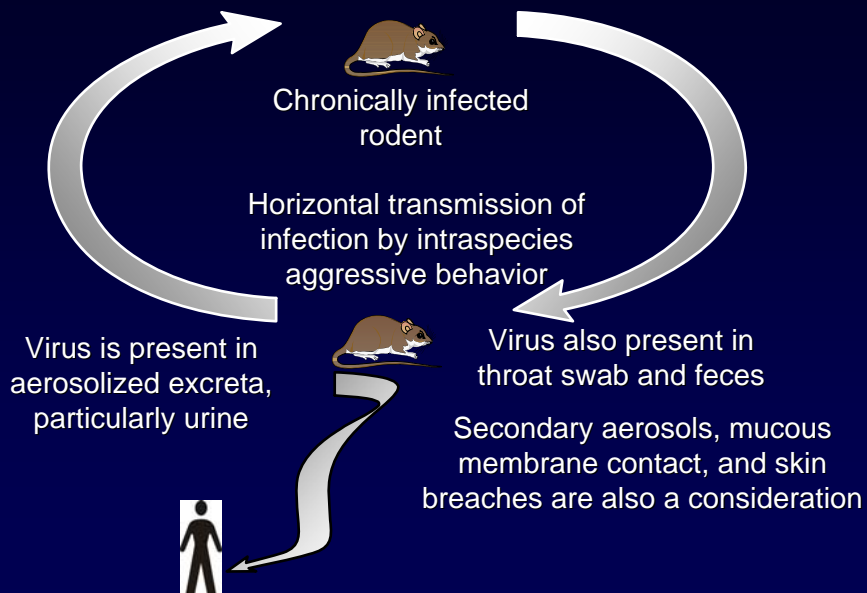 Chronically infected
rodent
Horizontal transmission of
infection by intraspecies
aggressive behavior
Virus is present in
aerosolized excreta,
particularly urine
Virus also present in
throat swab and feces
Secondary aerosols, mucous
membrane contact, and skin
breaches are also a consideration